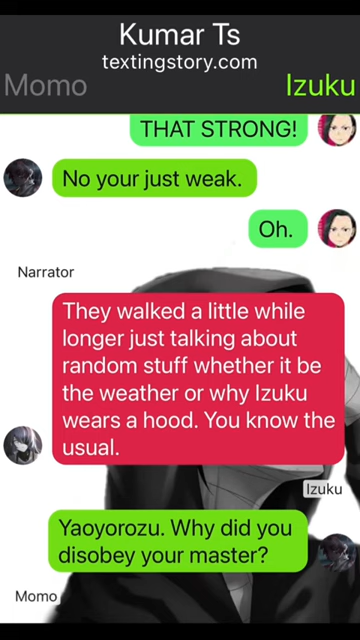 Kumar Ts
textingstory.com
Momo
Izuku
THAT STRONG!
No your just weak.
Oh.
Narrator
They walked a little while
longer just talking about
random stuff whether it be
the weather or why Izuku
wears a hood. You know the
usual.
Izuku
Yaoyorozu. Why did you
disobey your master?
Momo